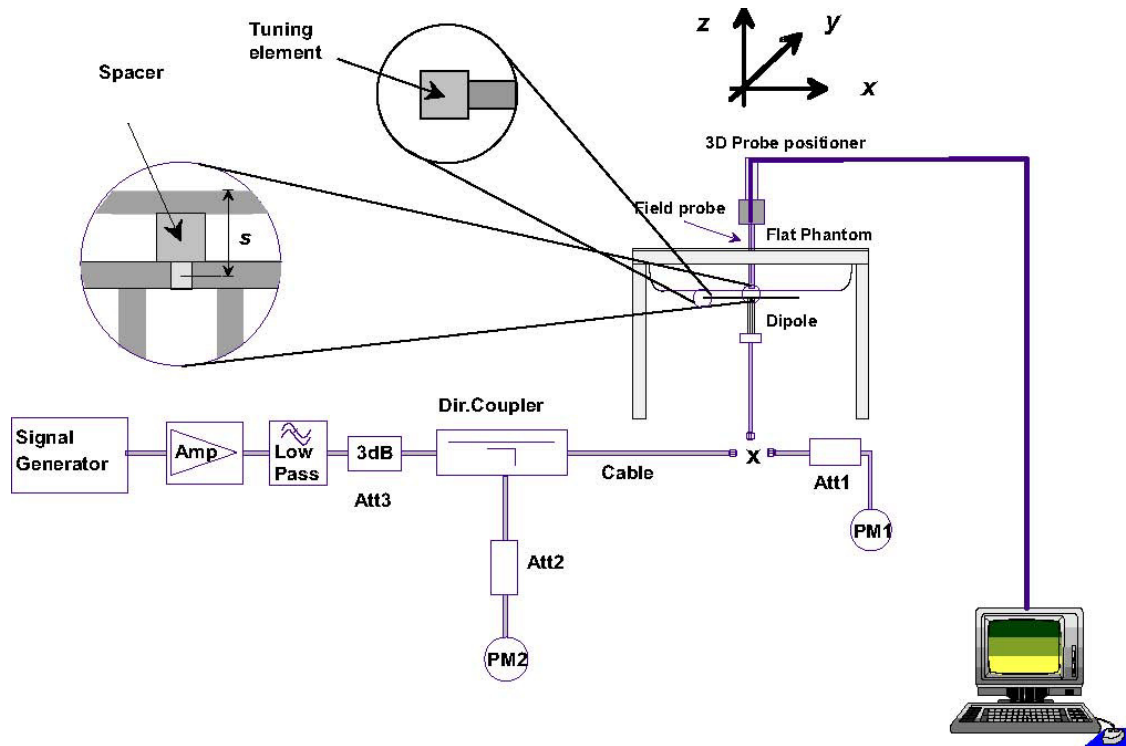 Tuning
element
z
y
x
Spacer
3D Probe positioner
s
Field probe
Flat Phantom
Dipole
Dir.Coupler
Signal
Generator
Amp
Low
Pass
3dB
Att3
Cable
x
Att1
PM1
Att2
PM2